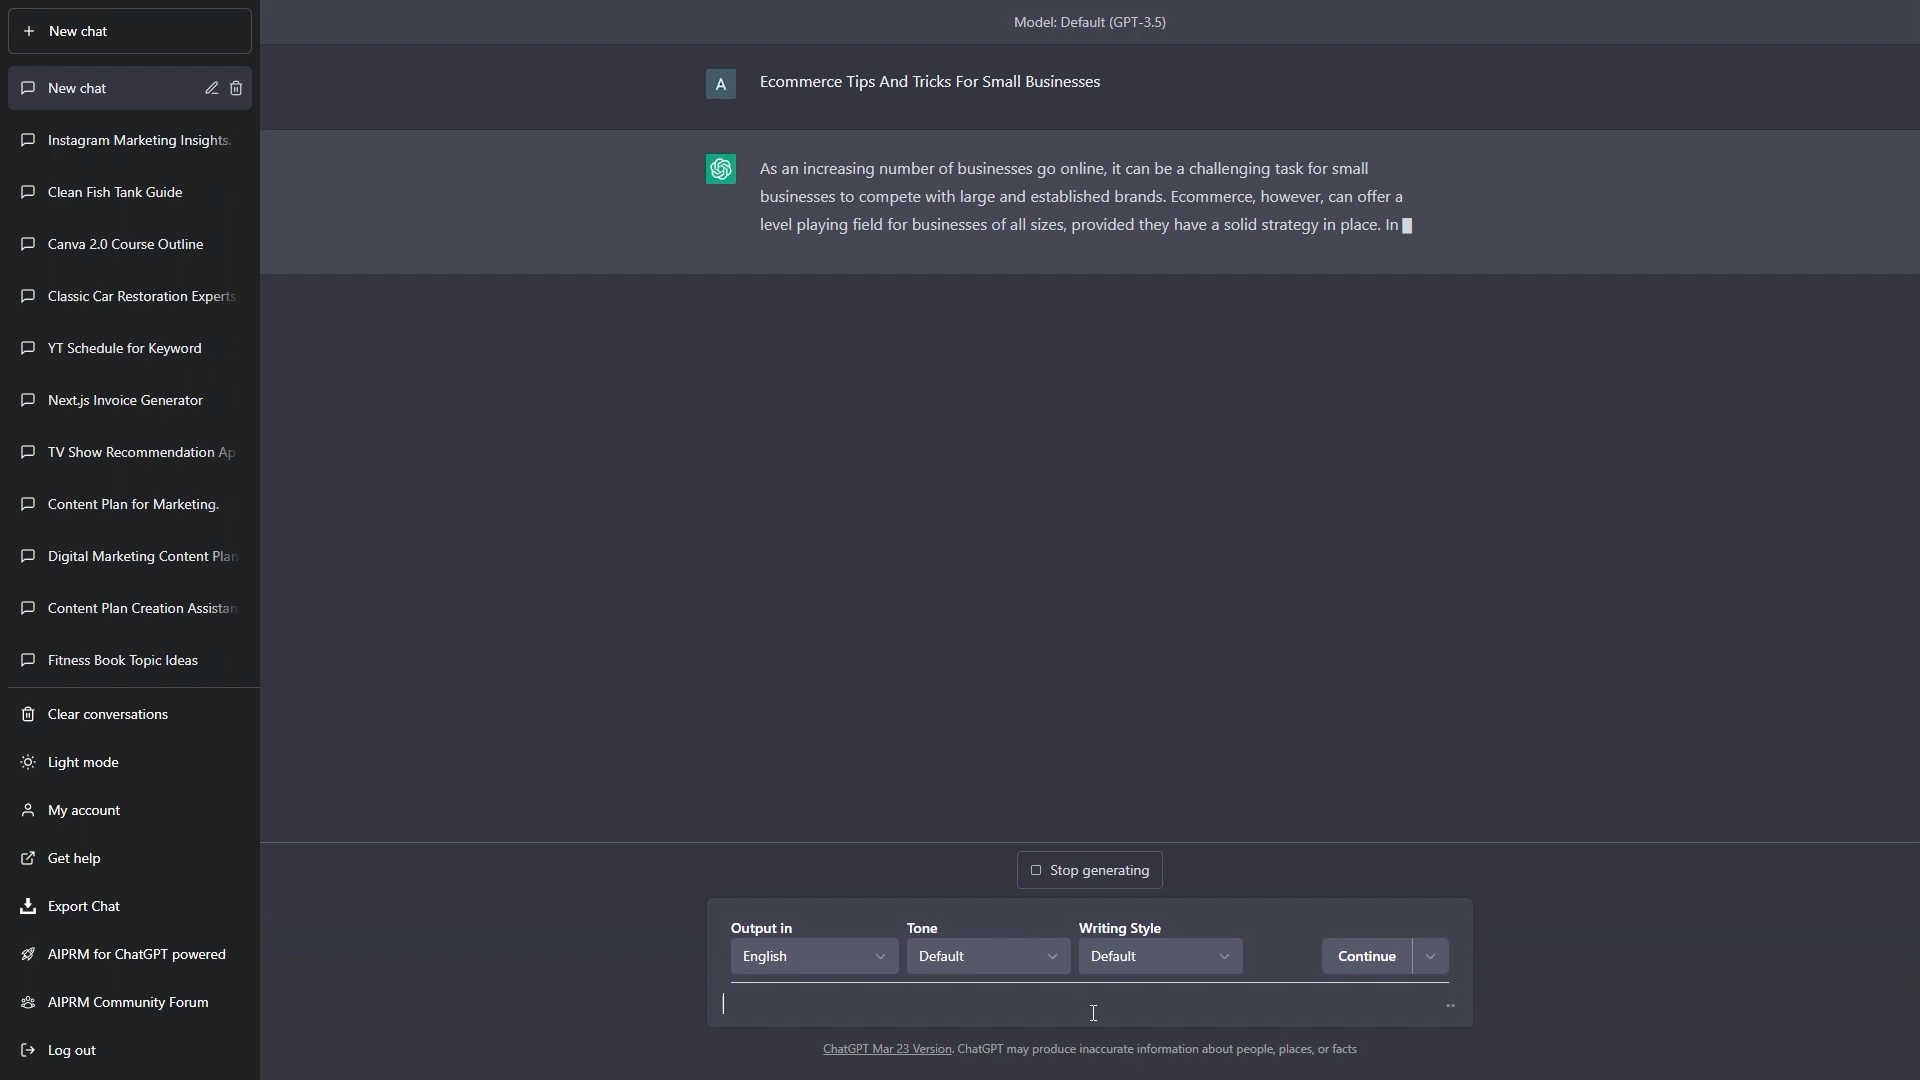 New chat
New chat
Instagram Marketing Insights.
Clean Fish Tank Guide
Canva 2.0 Course Outline
Classic Car Restoration Experts
YT Schedule for Keyword
Next.js Invoice Generator
TV Show Recommendation Ap
Content Plan for Marketing.
Digital Marketing Content Plan
Content Plan Creation Assistan
Fitness Book Topic Ideas
Clear conversations
Light mode
My account
Get help
Export Chat
AIPRM for ChatGPT powered
AIPRM Community Forum
Log out
Model: Default (GPT-3.5)
A
Ecommerce Tips And Tricks For Small Businesses
As an increasing number of businesses go online, it can be a challenging task for small
businesses to compete with large and established brands. Ecommerce, however, can offer a
level playing field for businesses of all sizes, provided they have a solid strategy in place. In
Stop generating
Output in Tone Writing Style
English Default Default Continue
ChatGPT Mar 23 Version. ChatGPT may produce inaccurate information about people, places, or facts